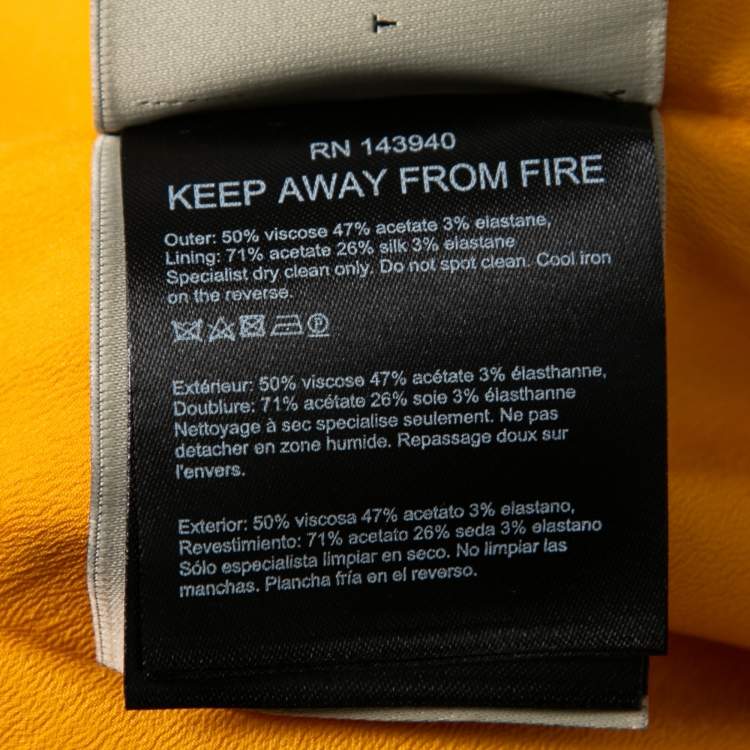 T
K
RN 143940
KEEP AWAY FROM FIRE
Outer: 50% viscose 47% acetate 3% elastane,
Lining: 71% acetate 26% silk 3% elastane
Specialist dry clean only. Do not spot clean. Cool iron
on the reverse.
P
Extérieur: 50% viscose 47% acétate 3% élasthanne,
Doublure: 71% acétate 26% soie 3% élasthanne
Nettoyage à sec specialise seulement. Ne pas
detacher en zone humide. Repassage doux sur
l'envers.
Exterior: 50% viscosa 47% acetato 3% elastano,
Revestimiento: 71% acetato 26% seda 3% elastano
Sólo especialista limpiar en seco. No limpiar las
manchas. Plancha fría en el reverso.